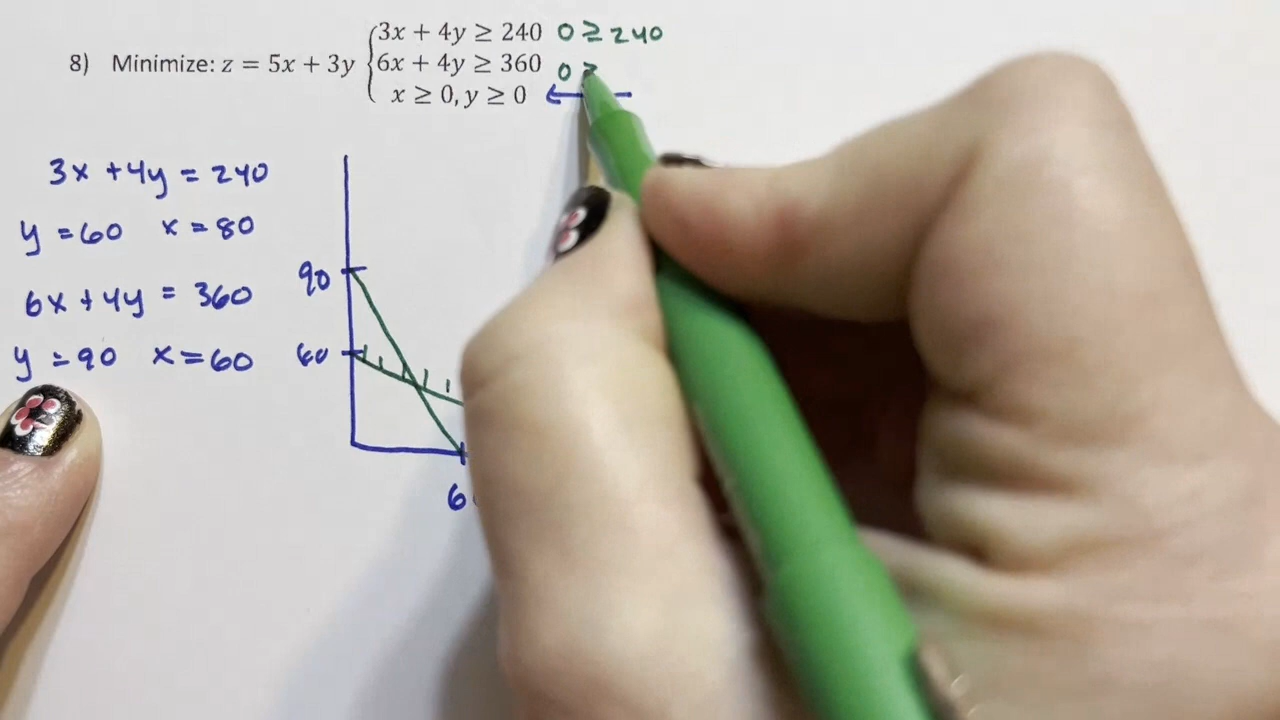 3x + 4y ≥ 240 0 ≥ 240
8) Minimize: z = 5x + 3y 6x + 4y ≥ 360 0 ≥
x ≥ 0, y ≥ 0 ←
3x + 4y = 240
y = 60 x = 80
6x + 4y = 360
y = 90 x = 60
90
60
6